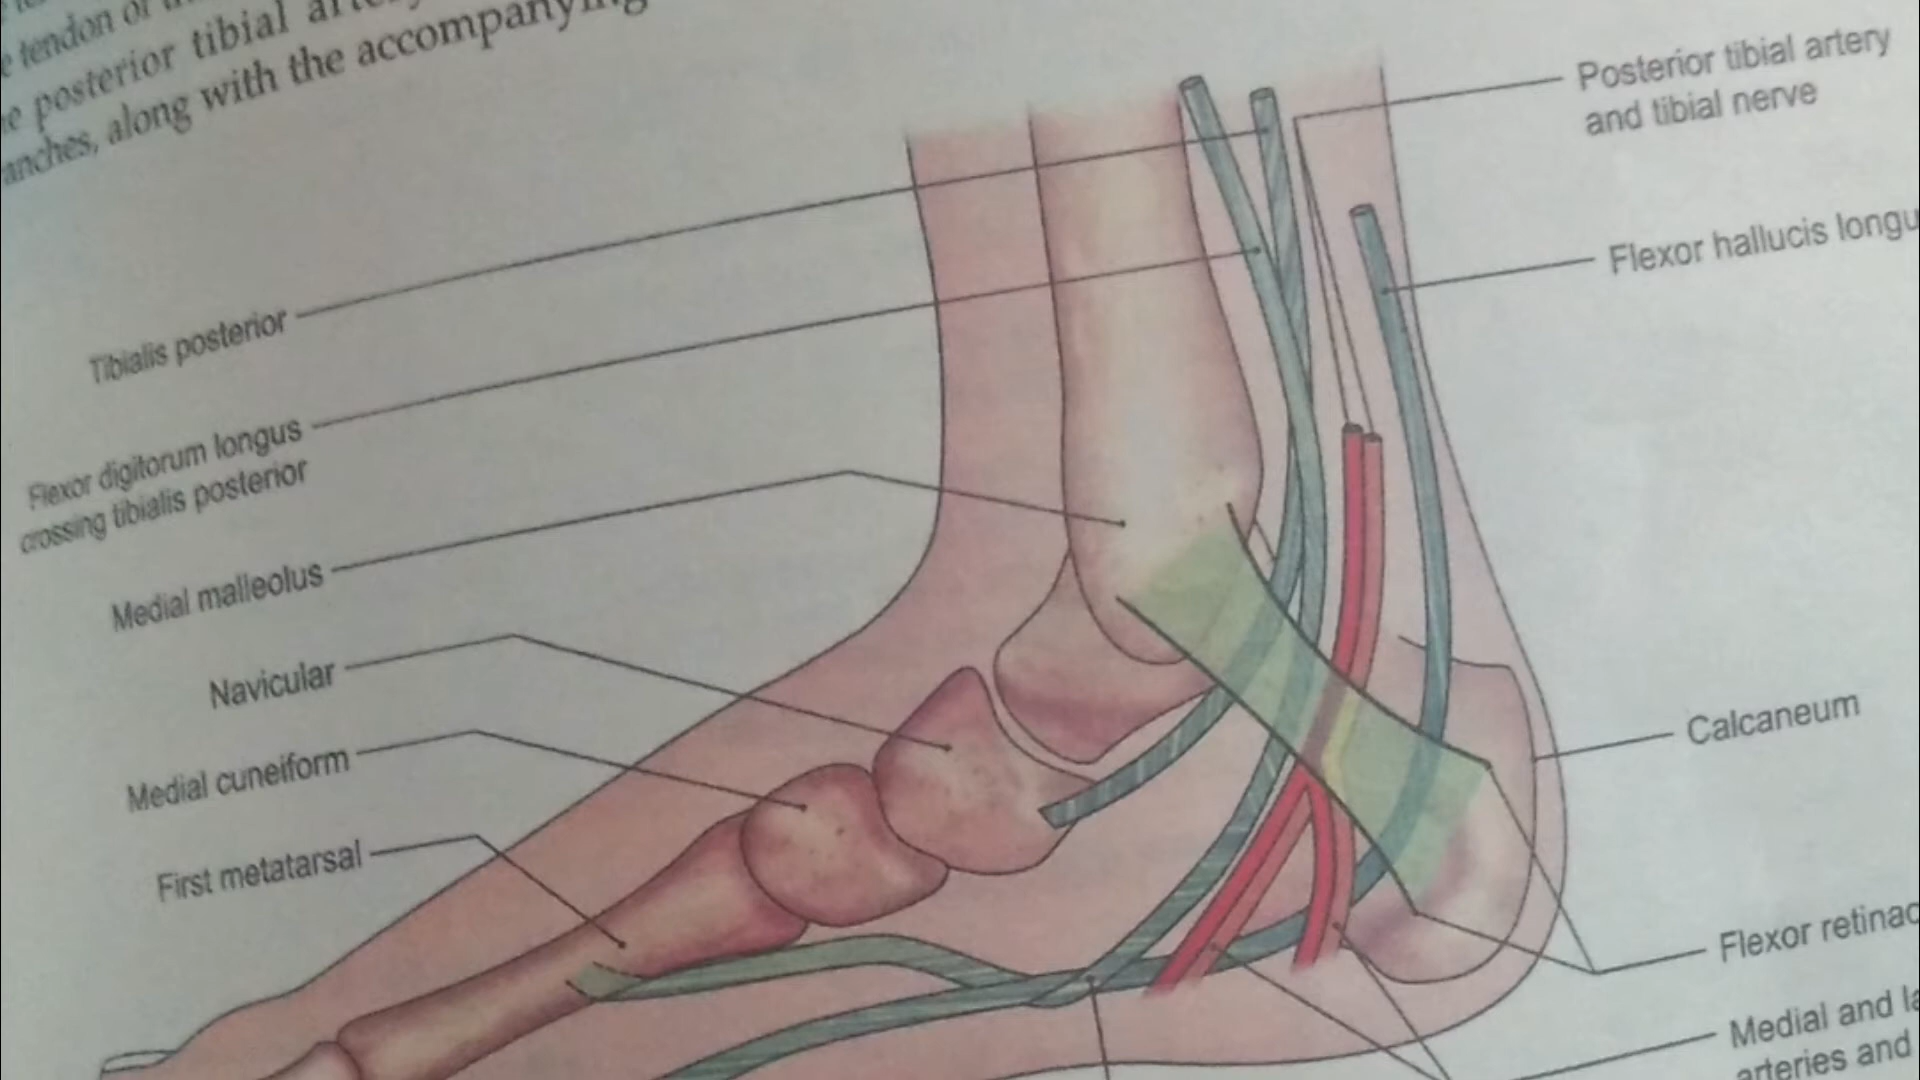 tendon of
posterior tibial
anches, along with the accompanying
Posterior tibial artery
and tibial nerve
Flexor hallucis longu
Tibialis posterior
Flexor digitorum longus
crossing tibialis posterior
Medial malleolus
Navicular
Medial cuneiform
First metatarsal
Calcaneum
Flexor retinac
Medial and la
arteries and